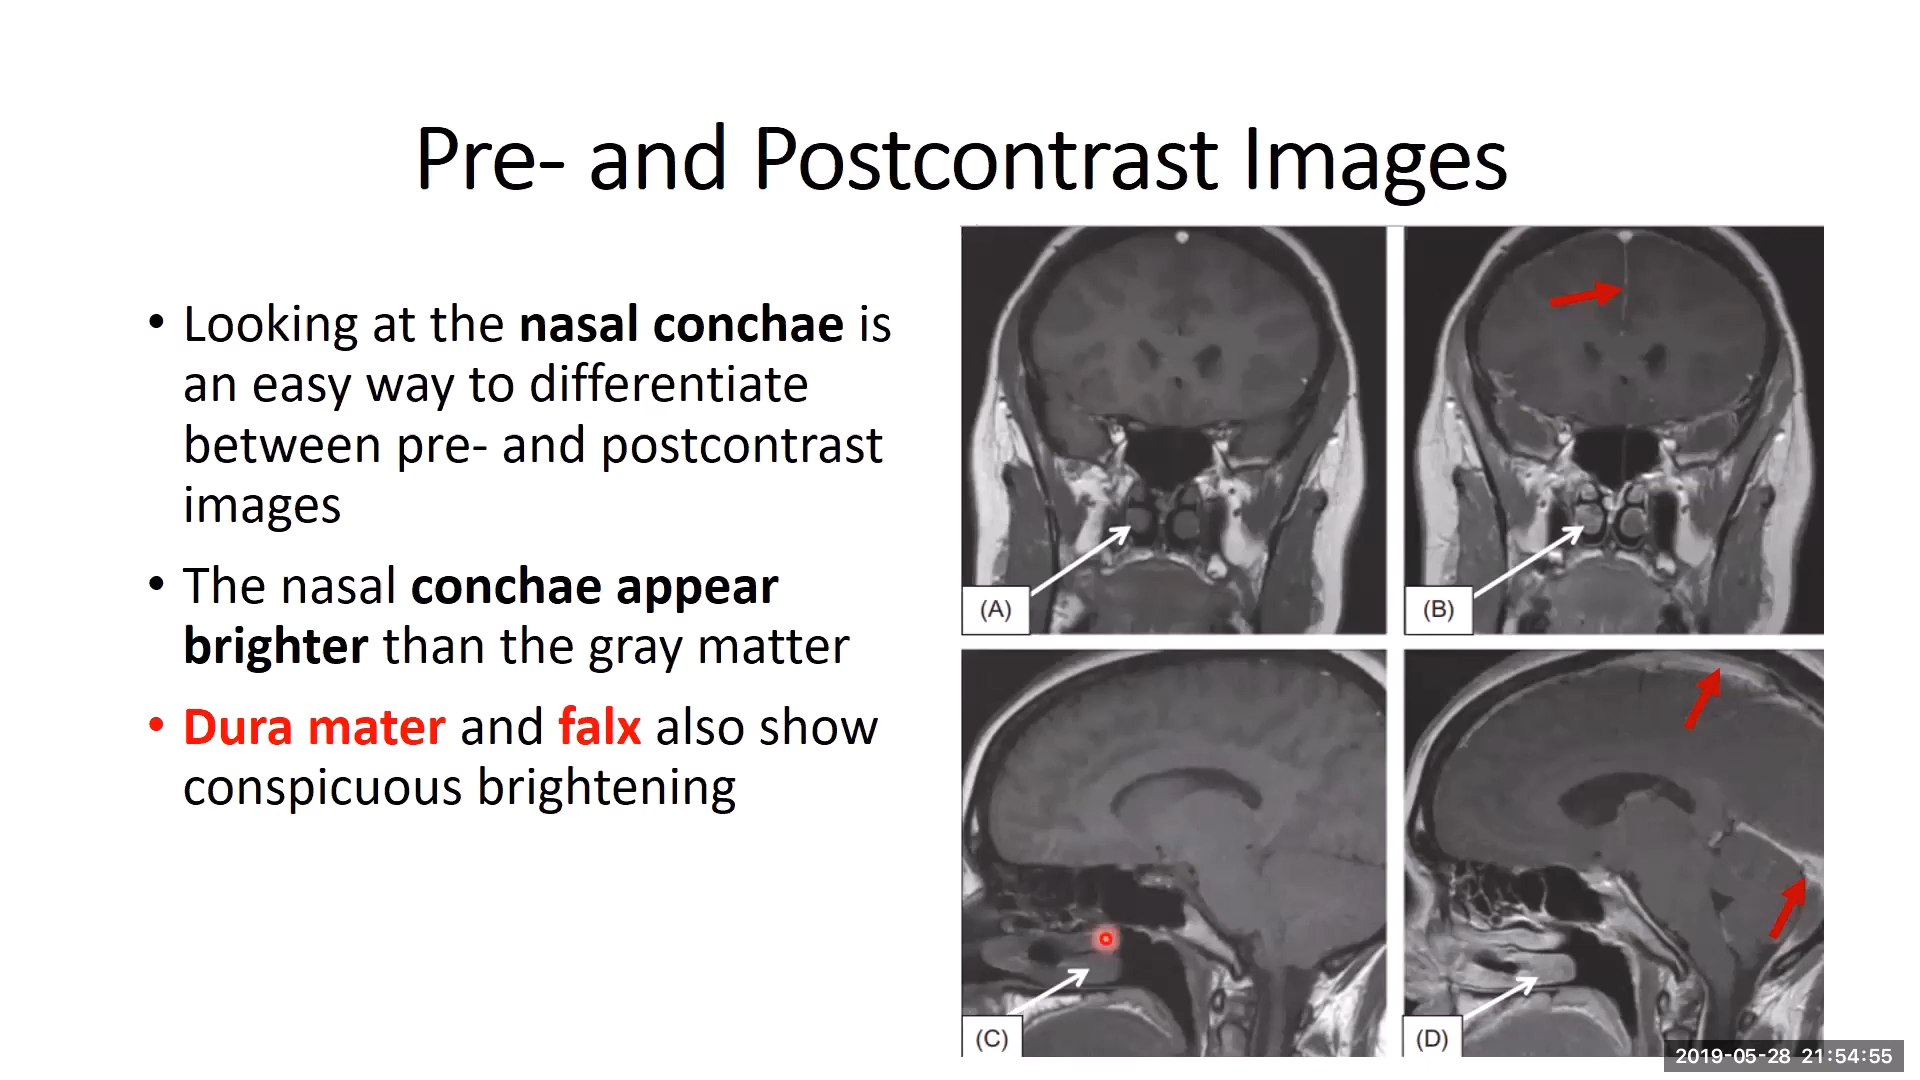 Pre- and Postcontrast Images
• Looking at the nasal conchae is
an easy way to differentiate
between pre- and postcontrast
images
• The nasal conchae appear
brighter than the gray matter
• Dura mater and falx also show
conspicuous brightening
(A)
(B)
(C)
(D)
2019-05-28 21:54:55